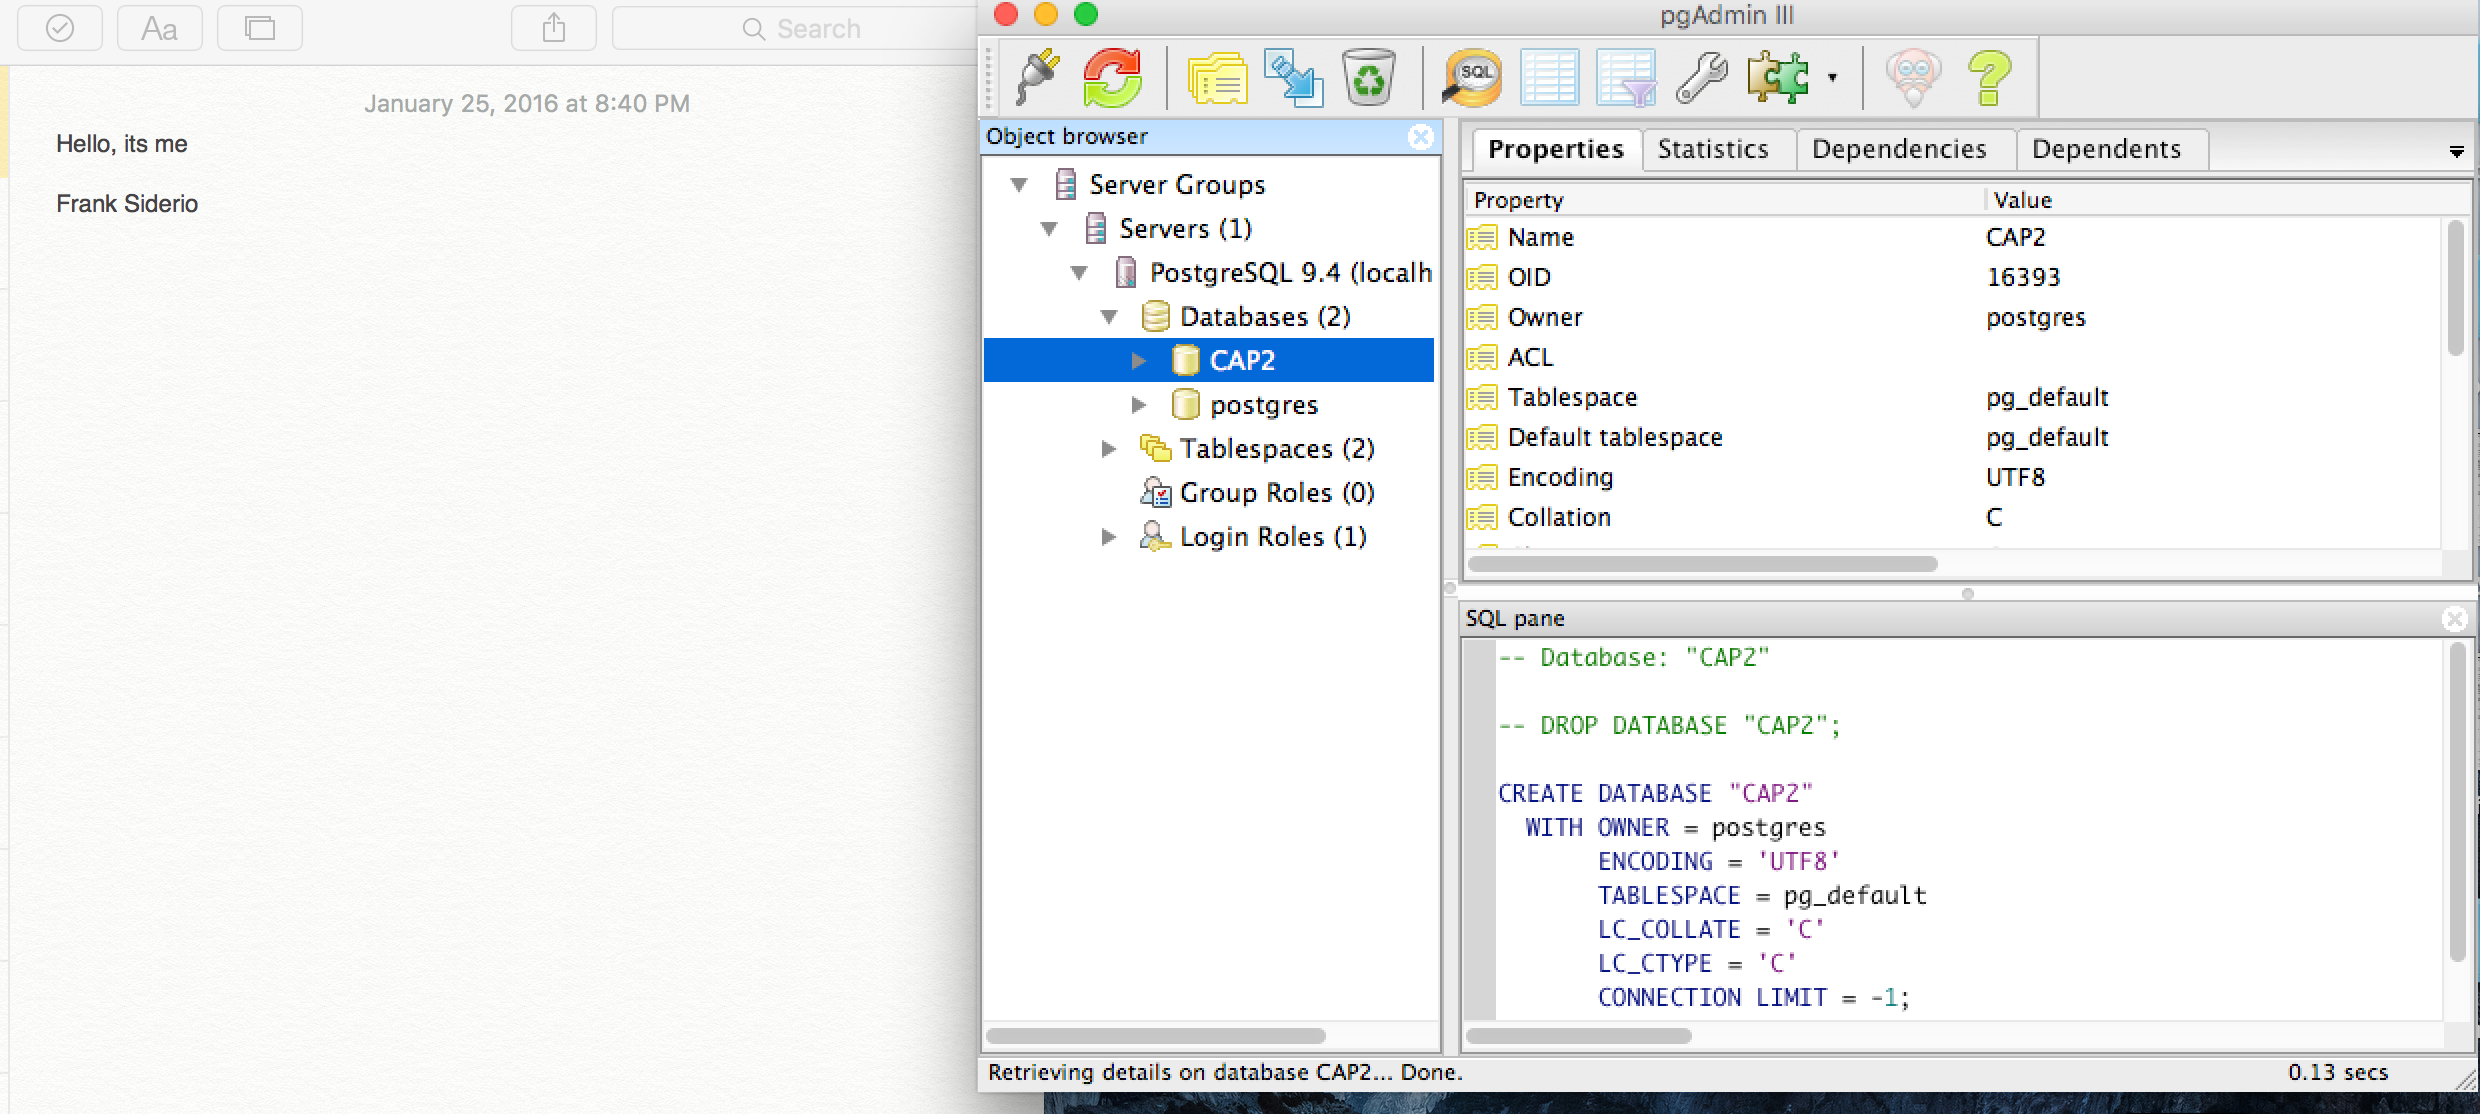 Aa
Search
January 25, 2016 at 8:40 PM
Hello, its me
Frank Siderio
pgAdmin III
SQL
Object browser
Server Groups
Servers (1)
PostgreSQL 9.4 (localh
Databases (2)
CAP2
postgres
Tablespaces (2)
Group Roles (0)
Login Roles (1)
Properties Statistics Dependencies Dependents
Property Value
Name CAP2
OID 16393
Owner postgres
ACL
Tablespace pg_default
Default tablespace pg_default
Encoding UTF8
Collation C
SQL pane
-- Database: "CAP2"
-- DROP DATABASE "CAP2";
CREATE DATABASE "CAP2"
WITH OWNER = postgres
ENCODING = 'UTF8'
TABLESPACE = pg_default
LC_COLLATE = 'C'
LC_CTYPE = 'C'
CONNECTION LIMIT = -1;
Retrieving details on database CAP2... Done.
0.13 secs